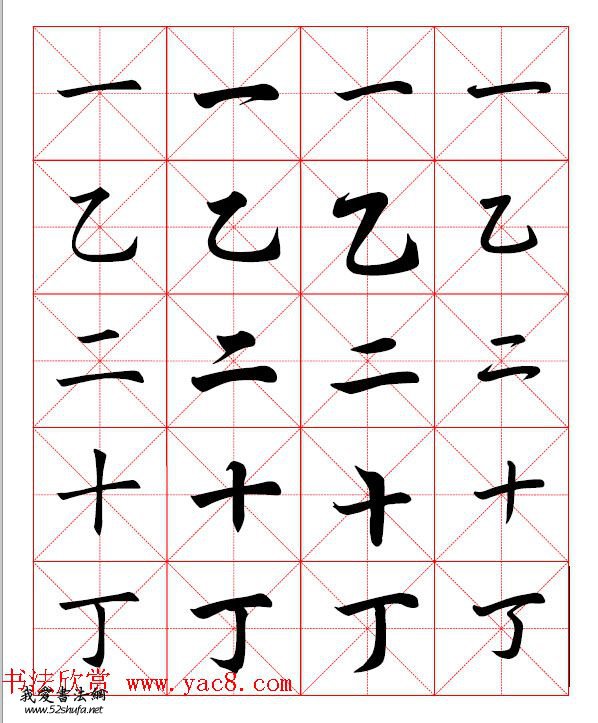 一 一 一 一
乙 乙 乙 乙
二 二 二 二
十 十 十 十
丁 丁 丁 丁
书法欣赏 www.yac8.com
我爱书法網
www.52shufa.net